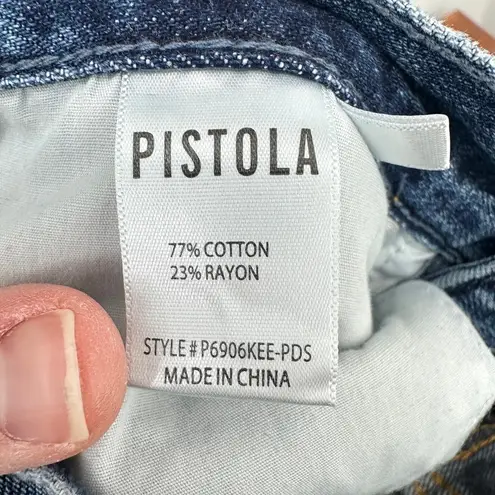 PISTOLA
77% COTTON
23% RAYON
STYLE#P6906KEE-PDS
MADE IN CHINA